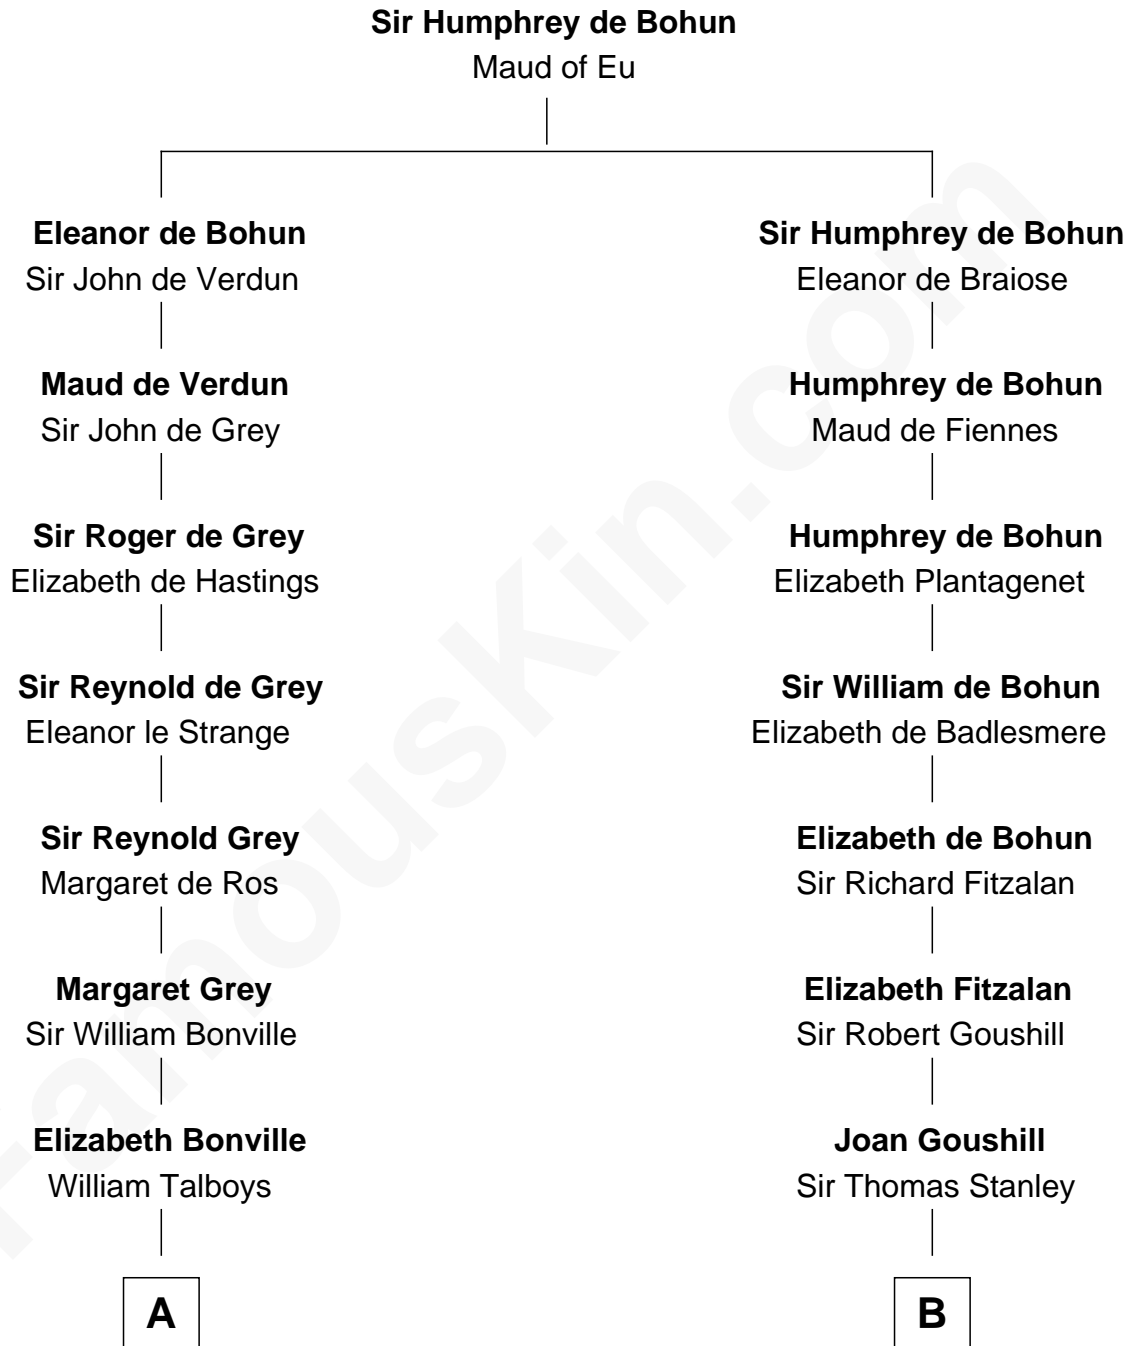 Sir Humphrey de Bohun
Maud of Eu
Eleanor de Bohun
Sir John de Verdun
Sir Humphrey de Bohun
Eleanor de Braiose
Maud de Verdun
Sir John de Grey
Humphrey de Bohun
Maud de Fiennes
Sir Roger de Grey
Elizabeth de Hastings
Humphrey de Bohun
Elizabeth Plantagenet
Sir Reynold de Grey
Eleanor le Strange
Sir William de Bohun
Elizabeth de Badlesmere
Sir Reynold Grey
Margaret de Ros
Elizabeth de Bohun
Sir Richard Fitzalan
Margaret Grey
Sir William Bonville
Elizabeth Fitzalan
Sir Robert Goushill
Elizabeth Bonville
William Talboys
Joan Goushill
Sir Thomas Stanley
A
B
FamousKin.com